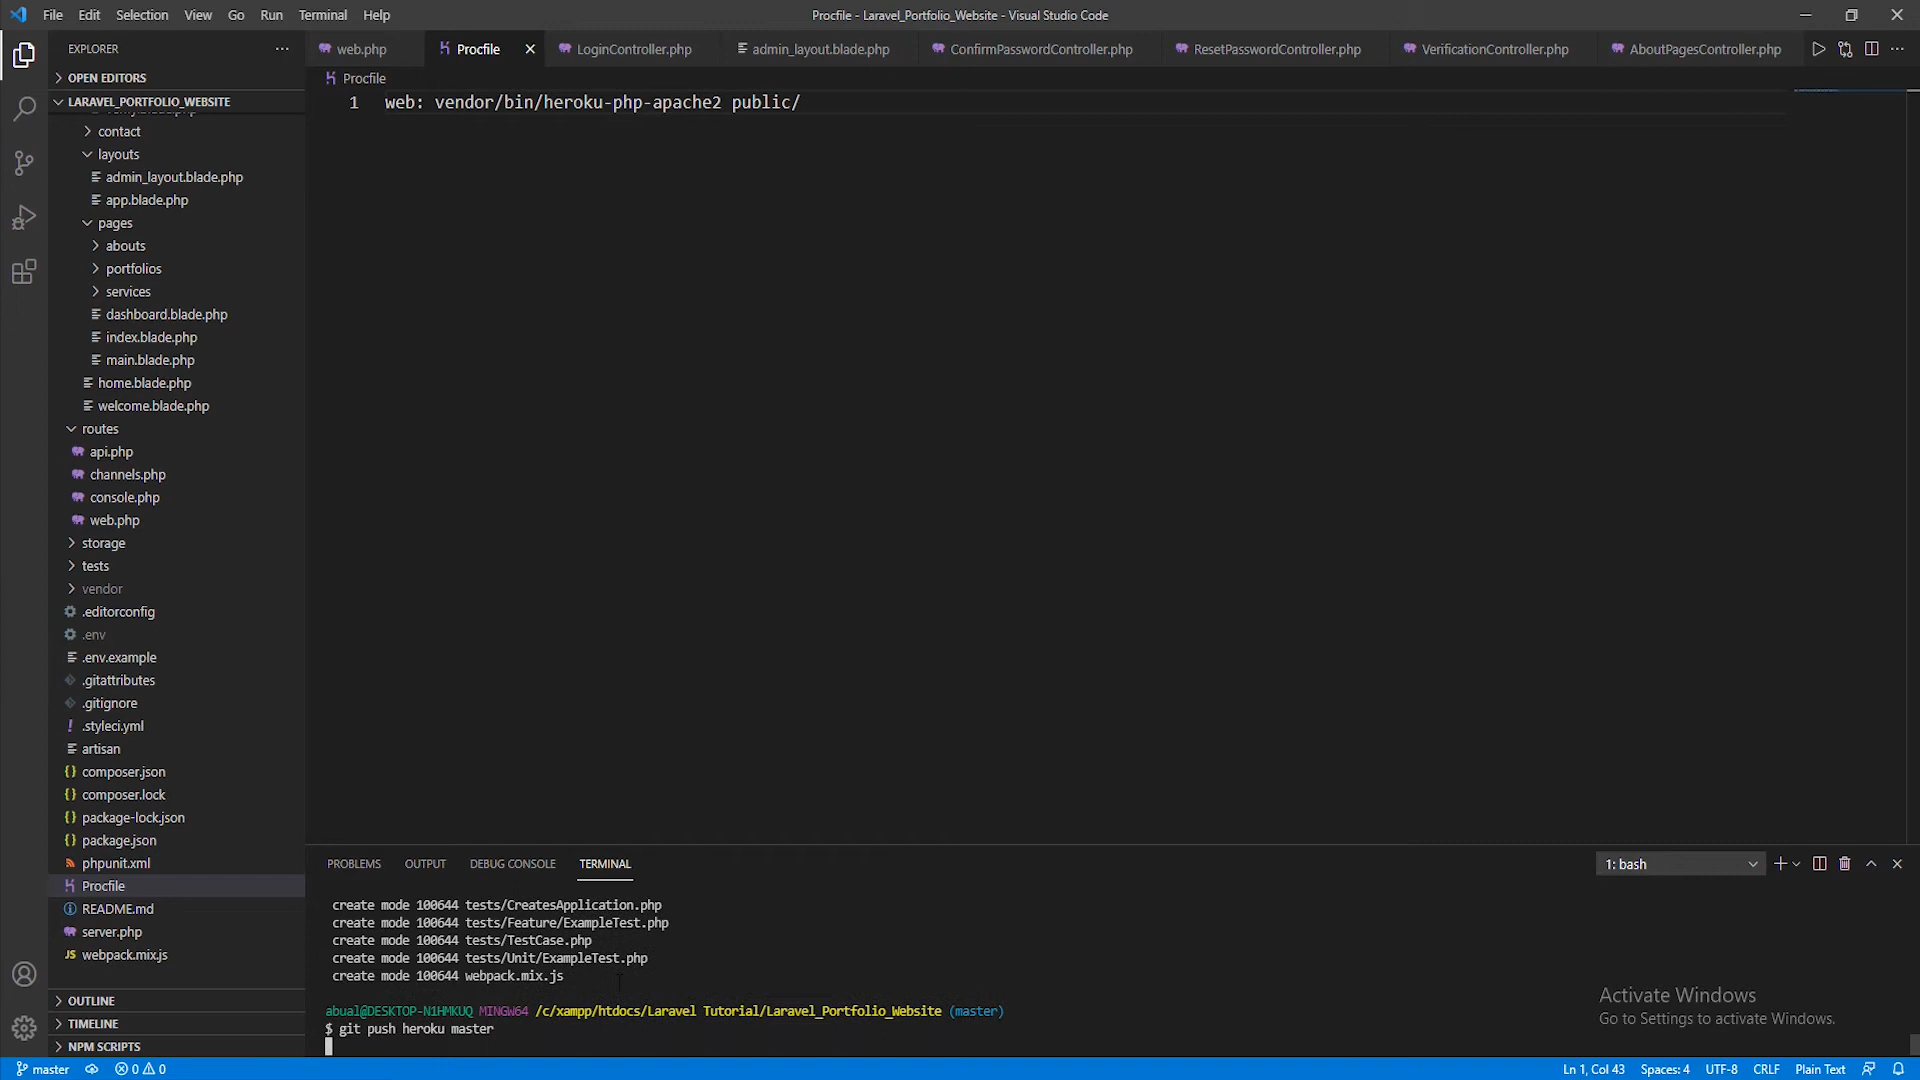 File Edit Selection View Go Run Terminal Help
Procfile - Laravel_Portfolio_Website - Visual Studio Code
EXPLORER
web.php
Procfile
LoginController.php
admin_layout.blade.php
ConfirmPasswordController.php
ResetPasswordController.php
VerificationController.php
AboutPagesController.php
OPEN EDITORS
LARAVEL_PORTFOLIO_WEBSITE
contact
layouts
admin_layout.blade.php
app.blade.php
pages
abouts
portfolios
services
dashboard.blade.php
index.blade.php
main.blade.php
home.blade.php
welcome.blade.php
routes
api.php
channels.php
console.php
web.php
storage
tests
vendor
.editorconfig
.env
.env.example
.gitattributes
.gitignore
.styleci.yml
artisan
composer.json
composer.lock
package-lock.json
package.json
phpunit.xml
Procfile
README.md
server.php
webpack.mix.js
OUTLINE
TIMELINE
NPM SCRIPTS
Procfile
1 web: vendor/bin/heroku-php-apache2 public/
PROBLEMS OUTPUT DEBUG CONSOLE TERMINAL
1: bash
create mode 100644 tests/CreatesApplication.php
create mode 100644 tests/Feature/ExampleTest.php
create mode 100644 tests/TestCase.php
create mode 100644 tests/Unit/ExampleTest.php
create mode 100644 webpack.mix.js
abual@DESKTOP-N1HMKUQ MINGW64 /c/xampp/htdocs/Laravel Tutorial/Laravel_Portfolio_Website (master)
$ git push heroku master
Activate Windows
Go to Settings to activate Windows.
master
0 0
Ln 1, Col 43 Spaces: 4 UTF-8 CRLF Plain Text